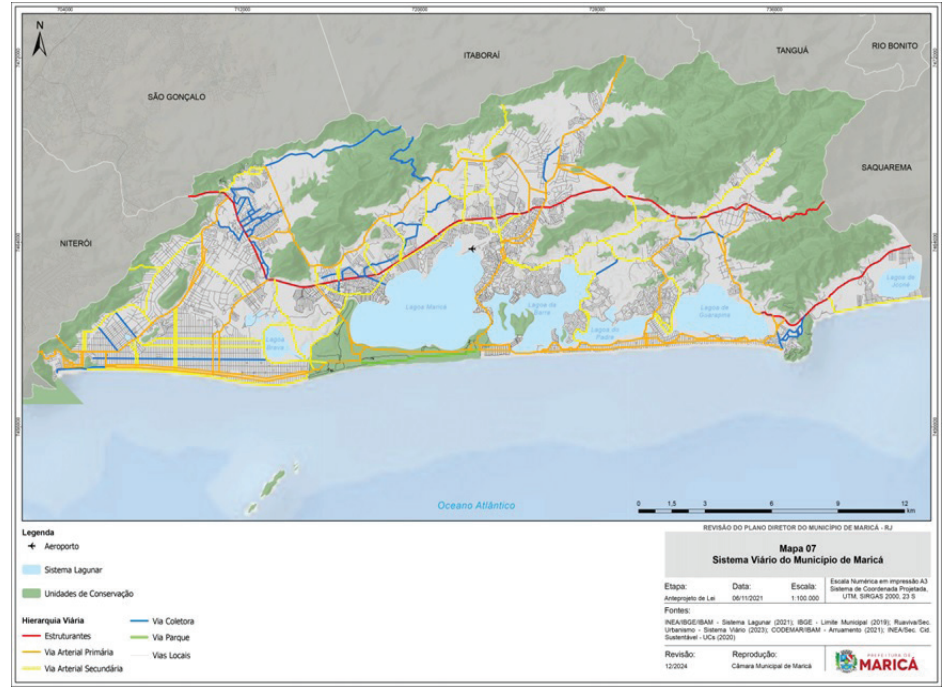 704000
712000
720000
728000
736000
N
ITABORAÍ
TANGUÁ
RIO BONITO
SÃO GONÇALO
SAQUAREMA
NITERÓI
Lagoa Maricá
Lagoa da Barra
Lagoa do Padre
Lagoa de Guarapina
Lagoa de Jaconé
Lagoa Brava
Oceano Atlântico
0 1,5 3 6 9 12
km
REVISÃO DO PLANO DIRETOR DO MUNICÍPIO DE MARICÁ - RJ
Legenda
Aeroporto
Sistema Lagunar
Unidades de Conservação
Hierarquia Viária
Estruturantes
Via Arterial Primária
Via Arterial Secundária
Via Coletora
Via Parque
Vias Locais
Mapa 07
Sistema Viário do Município de Maricá
Etapa:
Anteprojeto de Lei
Data:
06/11/2021
Escala:
1:100.000
Escala Numérica em impressão A3
Sistema de Coordenada Projetada,
UTM, SIRGAS 2000, 23 S
Fontes:
INEA/IBGE/IBAM - Sistema Lagunar (2021); IBGE - Limite Municipal (2019); Ruaviva/Sec.
Urbanismo - Sistema Viário (2023); CODEMAR/IBAM - Arruamento (2021); INEA/Sec. Cid.
Sustentável - UCs (2020)
Revisão:
12/2024
Reprodução:
Câmara Municipal de Maricá
PREFEITURA DE
MARICÁ